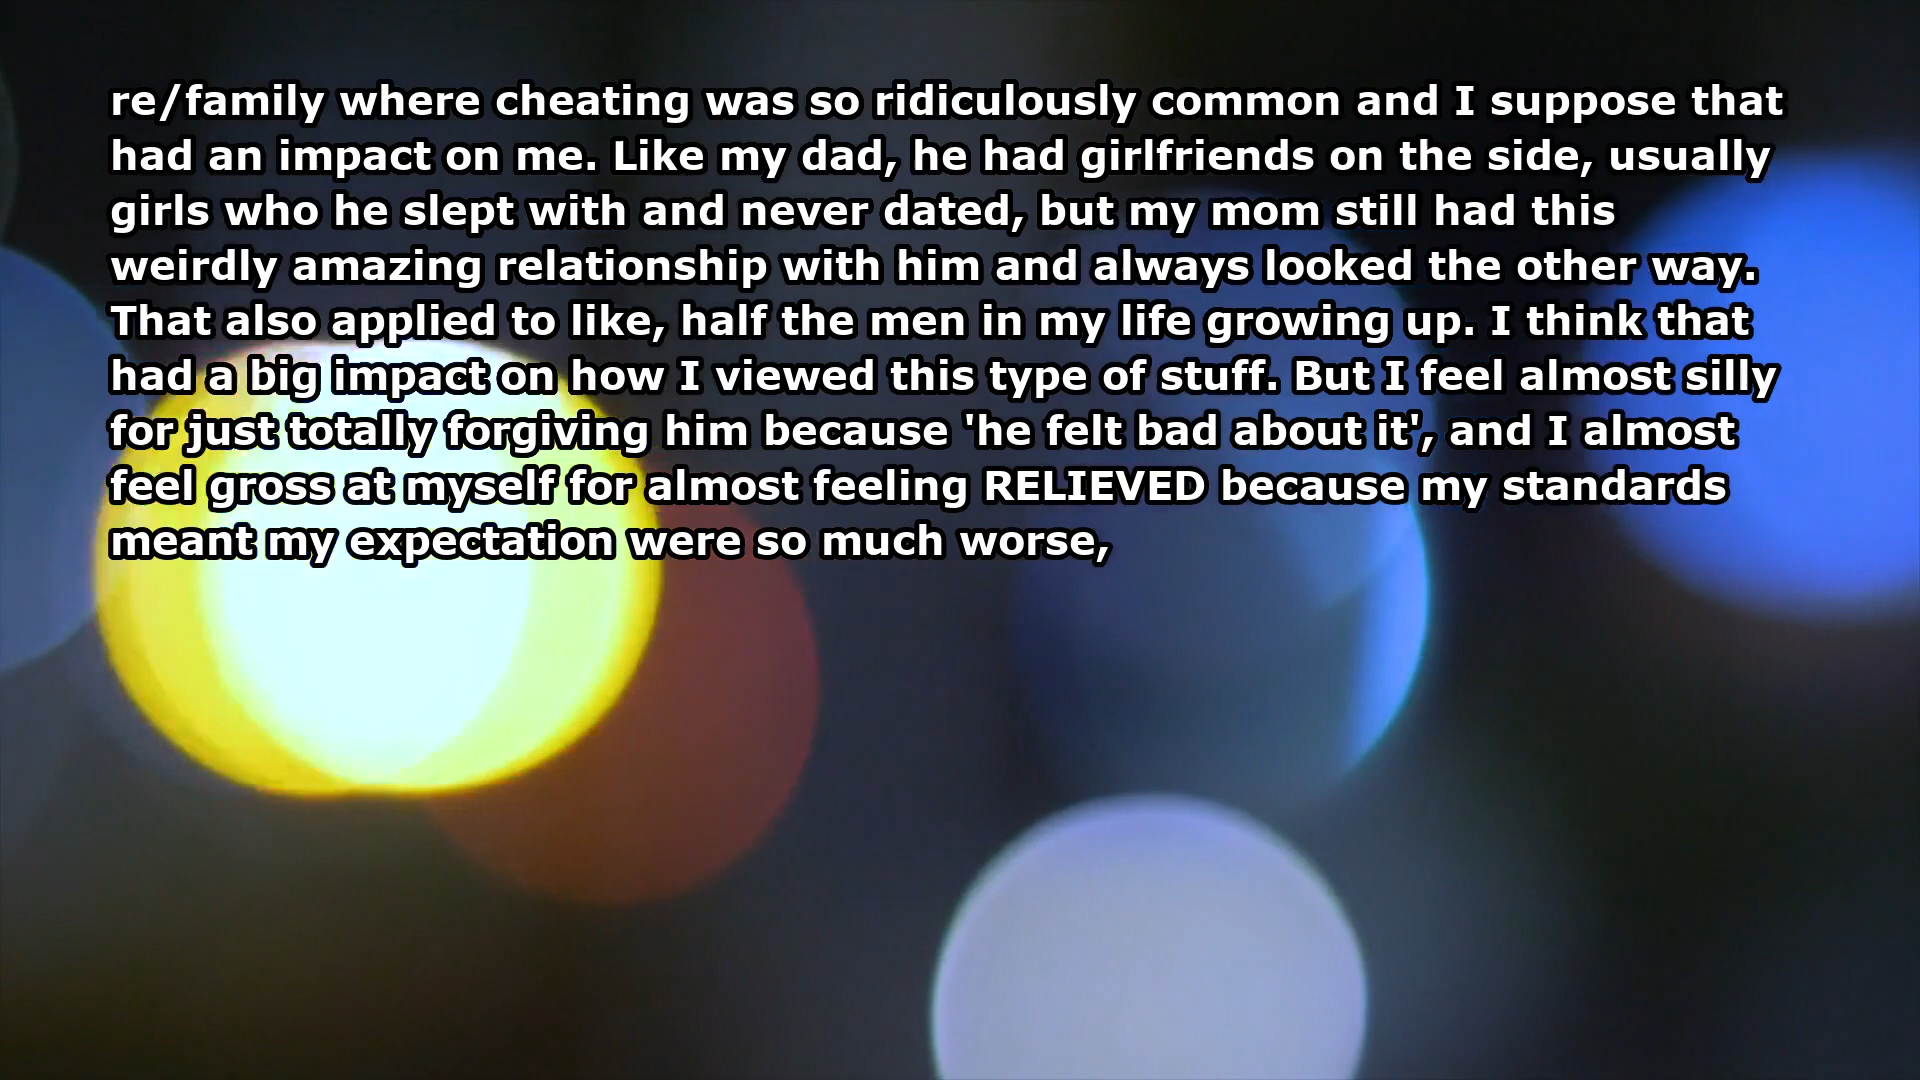 re/family where cheating was so ridiculously common and I suppose that
had an impact on me. Like my dad, he had girlfriends on the side, usually
girls who he slept with and never dated, but my mom still had this
weirdly amazing relationship with him and always looked the other way.
That also applied to like, half the men in my life growing up. I think that
had a big impact on how I viewed this type of stuff. But I feel almost silly
for just totally forgiving him because 'he felt bad about it', and I almost
feel gross at myself for almost feeling RELIEVED because my standards
meant my expectation were so much worse,